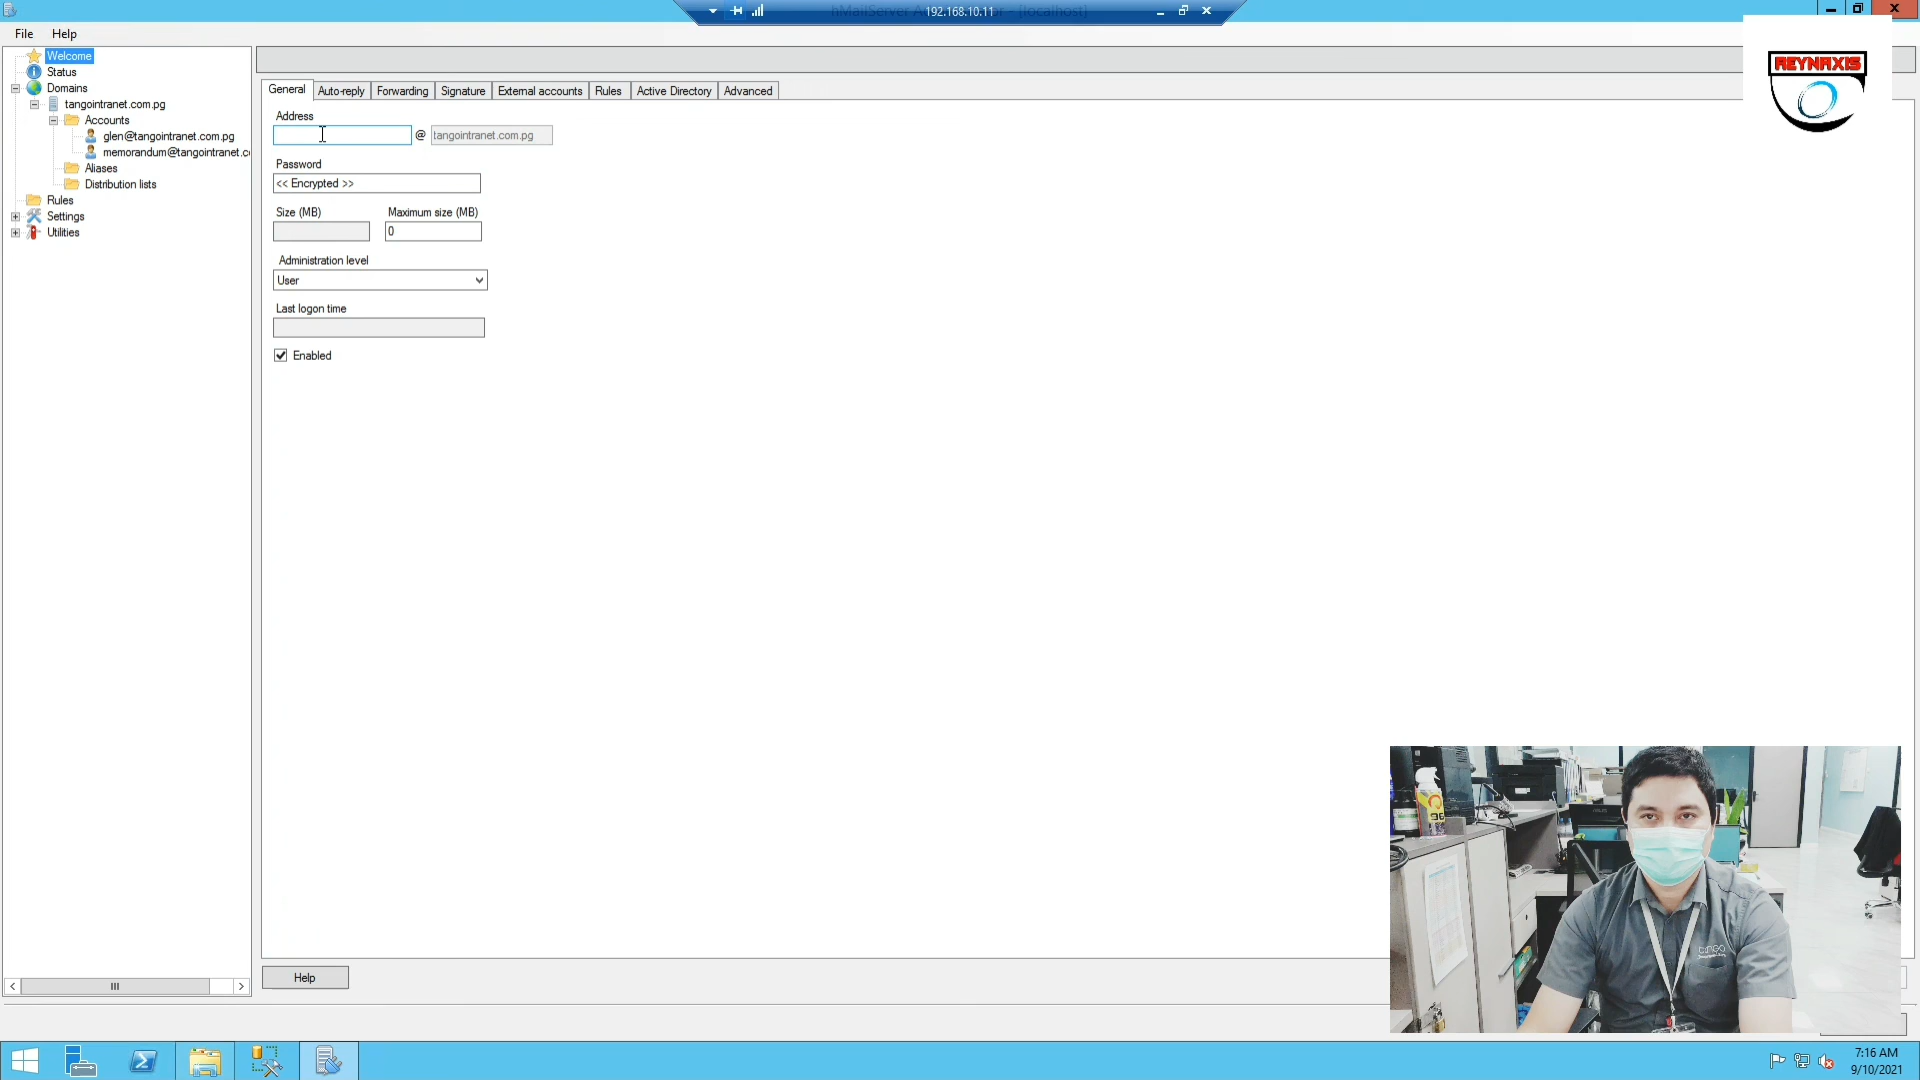 hMailServer A
192.168.10.11
[localhost]
File Help
Welcome
Status
Domains
tangointranet.com.pg
Accounts
glen@tangointranet.com.pg
memorandum@tangointranet.c
Aliases
Distribution lists
Rules
Settings
Utilities
General Auto-reply Forwarding Signature External accounts Rules Active Directory Advanced
Address
@ tangointranet.com.pg
Password
<< Encrypted >>
Size (MB) Maximum size (MB)
0
Administration level
User
Last logon time
Enabled
Help
REYNAXIS
7:16 AM
9/10/2021